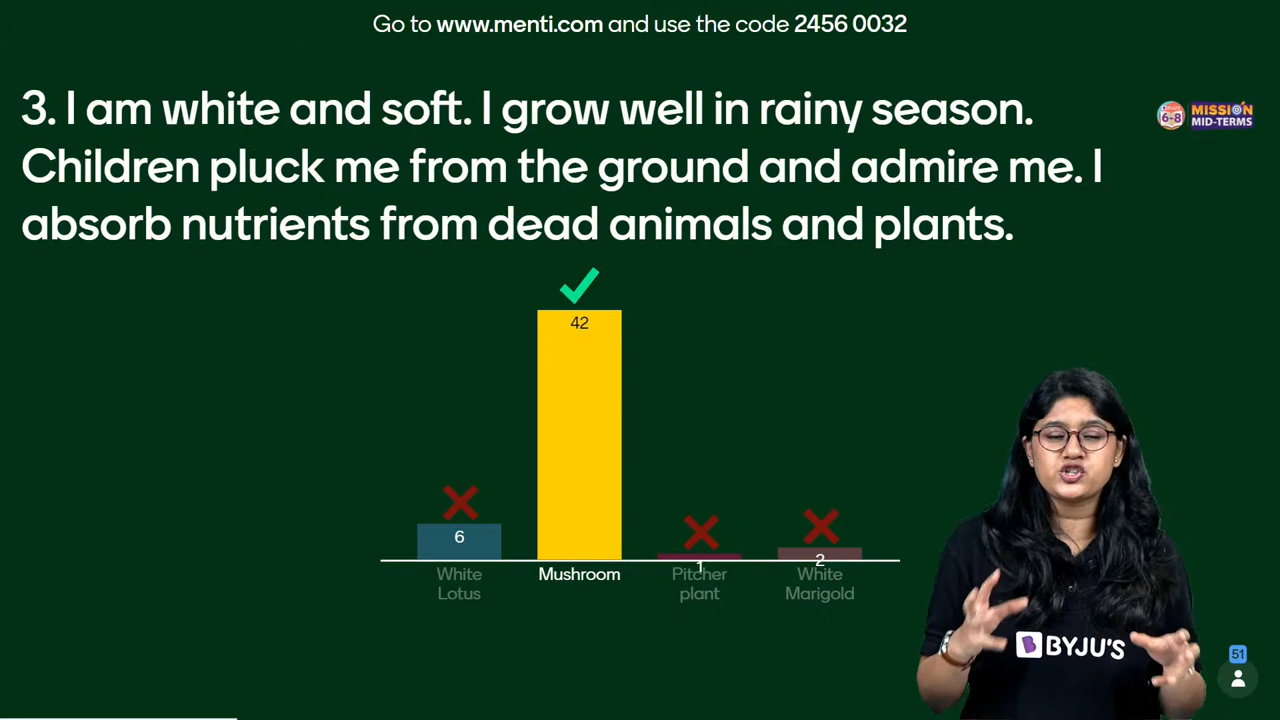 Go to www.menti.com and use the code 2456 0032
3. I am white and soft. I grow well in rainy season.
Children pluck me from the ground and admire me. I
absorb nutrients from dead animals and plants.
6-8 MISSION
MID-TERMS
42
6
1
2
White
Lotus
Mushroom
Pitcher
plant
White
Marigold
BYJU'S
51